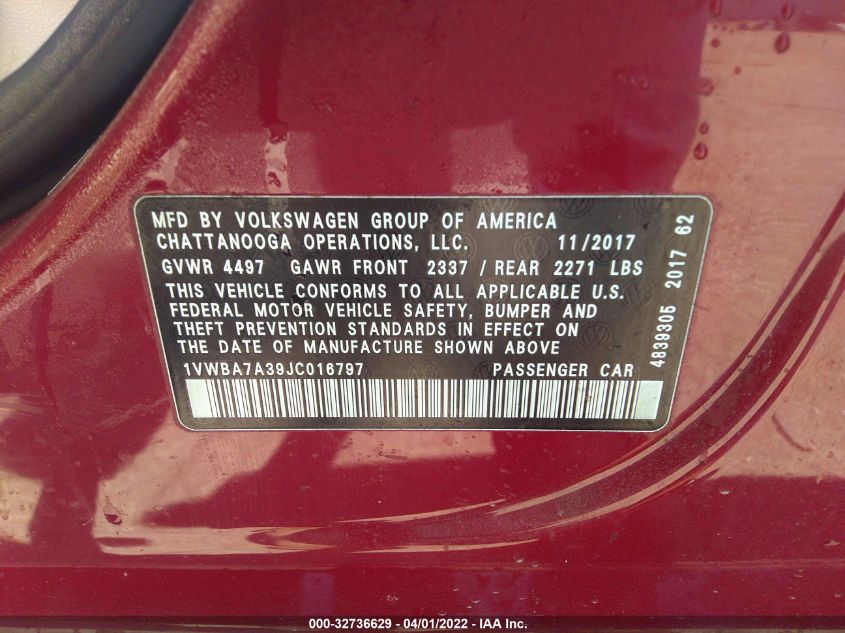 MFD BY VOLKSWAGEN GROUP OF AMERICA
CHATTANOOGA OPERATIONS, LLC. 11/2017
GVWR 4497 GAWR FRONT 2337 / REAR 2271 LBS
THIS VEHICLE CONFORMS TO ALL APPLICABLE U.S.
FEDERAL MOTOR VEHICLE SAFETY, BUMPER AND
THEFT PREVENTION STANDARDS IN EFFECT ON
THE DATE OF MANUFACTURE SHOWN ABOVE
1VWBA7A39JC016797 PASSENGER CAR
4839305 2017 62
000-32736629 - 04/01/2022 - IAA Inc.